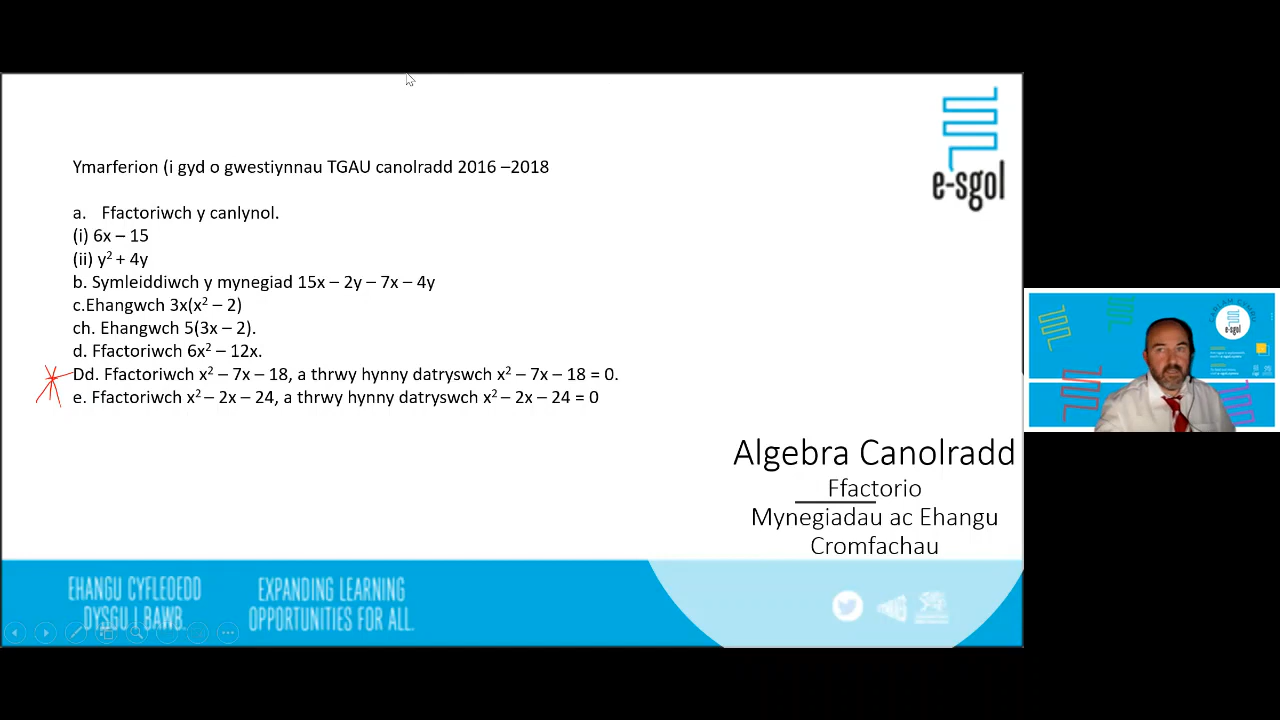 Ymarferion (i gyd o gwestiynnau TGAU canolradd 2016 –2018
a. Ffactoriwch y canlynol.
(i) 6x – 15
(ii) y² + 4y
b. Symleiddiwch y mynegiad 15x – 2y – 7x – 4y
c.Ehangwch 3x(x² – 2)
ch. Ehangwch 5(3x – 2).
d. Ffactoriwch 6x² – 12x.
Dd. Ffactoriwch x² – 7x – 18, a thrwy hynny datryswch x² – 7x – 18 = 0.
e. Ffactoriwch x² – 2x – 24, a thrwy hynny datryswch x² – 2x – 24 = 0
e-sgol
Algebra Canolradd
Ffactorio
Mynegiadau ac Ehangu
Cromfachau
EHANGU CYFLEOEDD
DYSGU I BAWB.
EXPANDING LEARNING
OPPORTUNITIES FOR ALL.
e-sgol